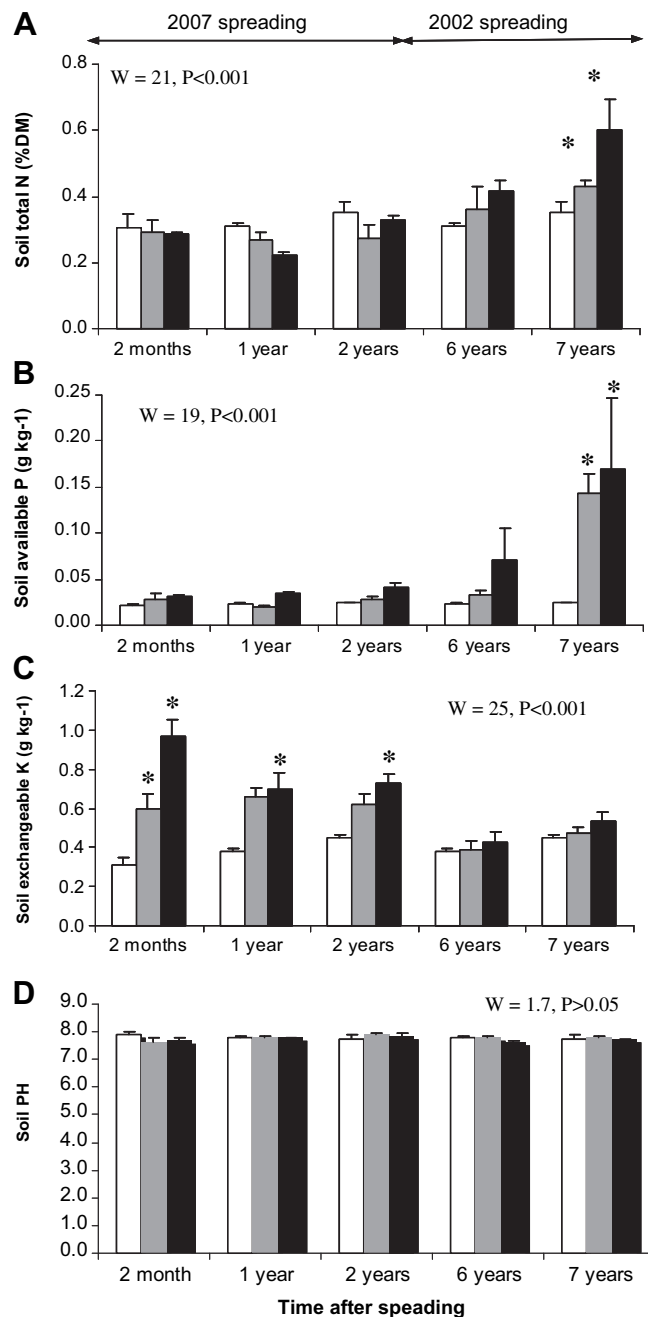 A
2007 spreading 2002 spreading
W = 21, P<0.001
* *
Soil total N (%DM)
0.8
0.6
0.4
0.2
0.0
2 months 1 year 2 years 6 years 7 years
B
W = 19, P<0.001
* *
Soil available P (g kg-1)
0.25
0.20
0.15
0.10
0.05
0.00
2 months 1 year 2 years 6 years 7 years
C
W = 25, P<0.001
* * * *
Soil exchangeable K (g kg-1)
1.2
1.0
0.8
0.6
0.4
0.2
0.0
2 months 1 year 2 years 6 years 7 years
D
W = 1.7, P>0.05
Soil PH
9.0
8.0
7.0
6.0
5.0
4.0
3.0
2.0
1.0
0.0
2 month 1 year 2 years 6 years 7 years
Time after speading